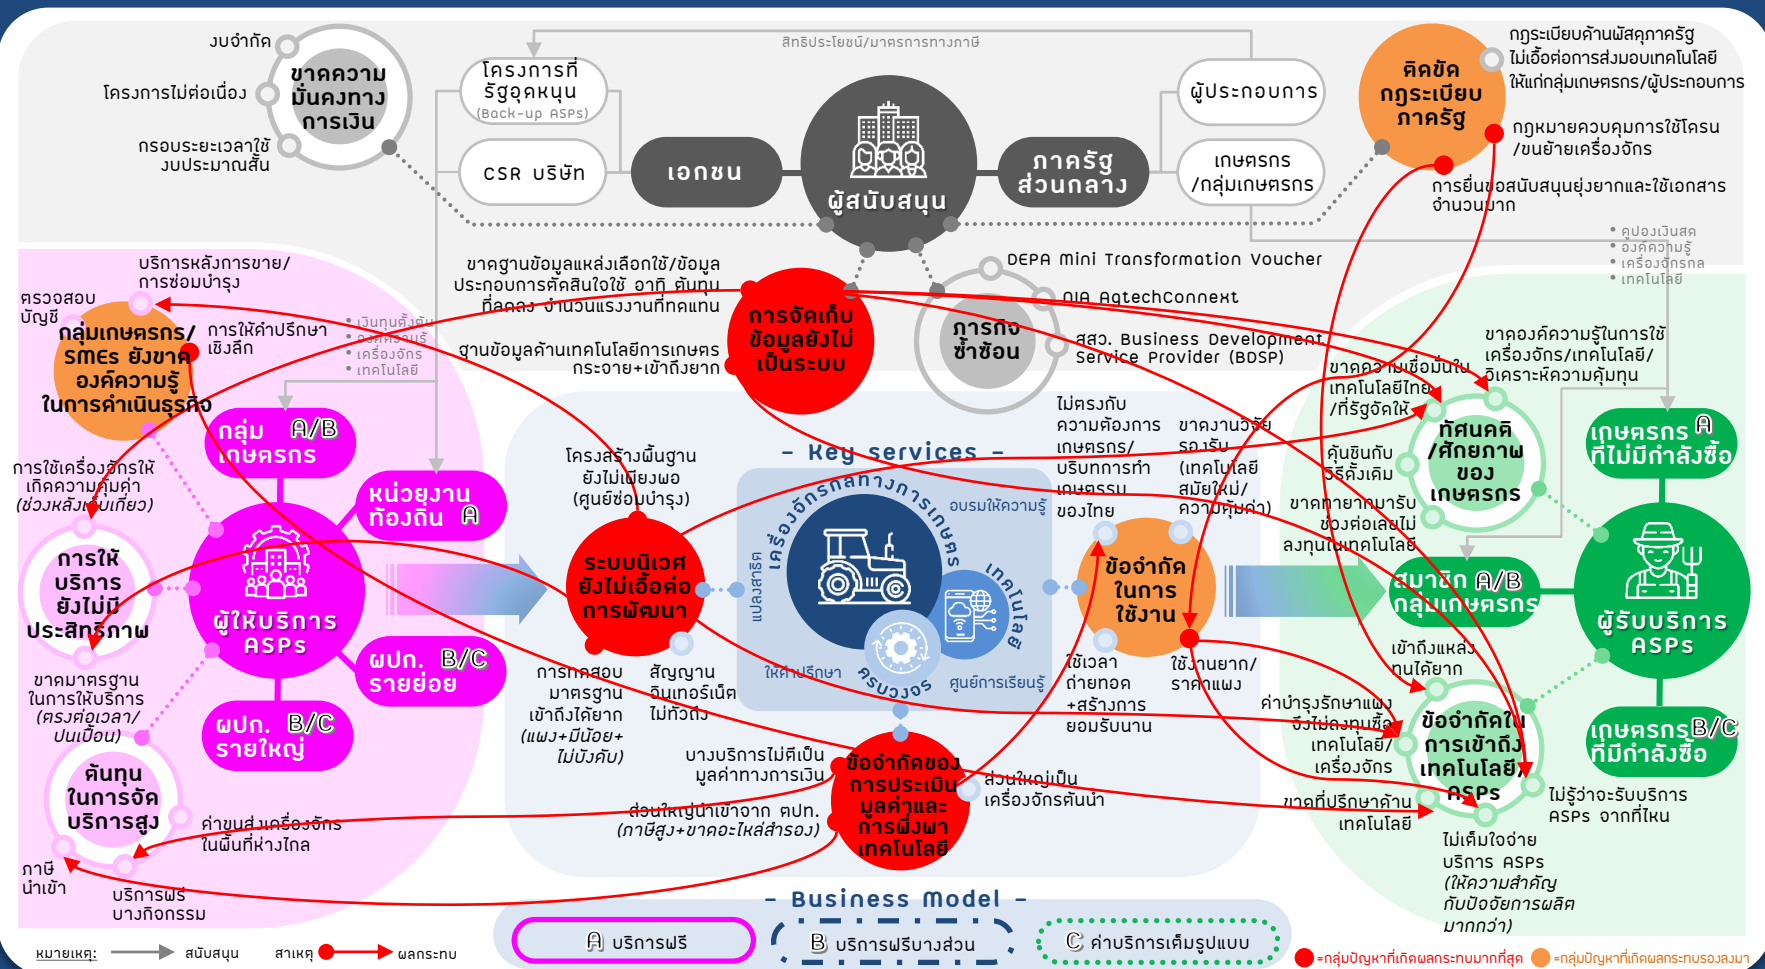 งบจำกัด
โครงการไม่ต่อเนื่อง
กรอบระยะเวลาใช้
งบประมาณสั้น
ขาดความ
มั่นคงทาง
การเงิน
โครงการที่
รัฐอุดหนุน
(Back-up ASPs)
CSR บริษัท
เอกชน
สิทธิประโยชน์/มาตรการทางภาษี
ผู้สนับสนุน
ภาครัฐ
ส่วนกลาง
ผู้ประกอบการ
เกษตรกร
/กลุ่มเกษตรกร
ติดขัด
กฎระเบียบ
ภาครัฐ
กฎระเบียบด้านพัสดุภาครัฐ
ไม่เอื้อต่อการส่งมอบเทคโนโลยี
ให้แก่กลุ่มเกษตรกร/ผู้ประกอบการ
กฎหมายควบคุมการใช้โดรน
/ขนย้ายเครื่องจักร
การยื่นขอสนับสนุนยุ่งยากและใช้เอกสาร
จำนวนมาก
• คูปองเงินสด
• องค์ความรู้
• เครื่องจักรกล
• เทคโนโลยี
ขาดฐานข้อมูลแหล่งเลือกใช้/ข้อมูล
ประกอบการตัดสินใจใช้ อาทิ ต้นทุน
ที่ลดลง จำนวนแรงงานที่ทดแทน
ฐานข้อมูลด้านเทคโนโลยีการเกษตร
กระจาย+เข้าถึงยาก
การจัดเก็บ
ข้อมูลยังไม่
เป็นระบบ
ภารกิจ
ซ้ำซ้อน
DEPA Mini Transformation Voucher
NIA AgtechConnext
สสว. Business Development
Service Provider (BDSP)
บริการหลังการขาย/
การซ่อมบำรุง
ตรวจสอบ
บัญชี
การให้คำปรึกษา
เชิงลึก
กลุ่มเกษตรกร/
SMEs ยังขาด
องค์ความรู้
ในการดำเนินธุรกิจ
• เงินทุนตั้งต้น
• องค์ความรู้
• เครื่องจักร
• เทคโนโลยี
กลุ่ม A/B
เกษตรกร
หน่วยงาน
ท้องถิ่น A
ผู้ให้บริการ
ASPs
ผปก. B/C
รายย่อย
ผปก. B/C
รายใหญ่
การใช้เครื่องจักรให้
เกิดความคุ้มค่า
(ช่วงหลังเก็บเกี่ยว)
การให้
บริการ
ยังไม่มี
ประสิทธิภาพ
ขาดมาตรฐาน
ในการให้บริการ
(ตรงต่อเวลา/
ปนเปื้อน)
ต้นทุน
ในการจัด
บริการสูง
ค่าขนส่งเครื่องจักร
ในพื้นที่ห่างไกล
ภาษี
นำเข้า
บริการฟรี
บางกิจกรรม
โครงสร้างพื้นฐาน
ยังไม่เพียงพอ
(ศูนย์ซ่อมบำรุง)
ระบบนิเวศ
ยังไม่เอื้อต่อ
การพัฒนา
การทดสอบ
มาตรฐาน
เข้าถึงได้ยาก
(แพง+มีน้อย+
ไม่บังคับ)
สัญญาน
อินเทอร์เน็ต
ไม่ทั่วถึง
- Key services -
เครื่องจักรกลทางการเกษตร
เทคโนโลยี
ครบวงจร
แปลงสาธิต
อบรมให้ความรู้
ให้คำปรึกษา
ศูนย์การเรียนรู้
ไม่ตรงกับ
ความต้องการ
เกษตรกร/
บริบทการทำ
เกษตรรม
ของไทย
ขาดงานวิจัย
รองรับ
(เทคโนโลยี
สมัยใหม่/
ความคุ้มค่า)
ข้อจำกัด
ในการ
ใช้งาน
ใช้เวลา
ถ่ายทอด
+สร้างการ
ยอมรับนาน
ใช้งานยาก/
ราคาแพง
บางบริการไม่ตีเป็น
มูลค่าทางการเงิน
ส่วนใหญ่นำเข้าจาก ตปท.
(ภาษีสูง+ขาดอะไหล่สำรอง)
ข้อจำกัดของ
การประเมิน
มูลค่าและ
การพึ่งพา
เทคโนโลยี
ส่วนใหญ่เป็น
เครื่องจักรต้นน้ำ
ขาดองค์ความรู้ในการใช้
เครื่องจักร/เทคโนโลยี/
วิเคราะห์ความคุ้มทุน
ขาดความเชื่อมั่นใน
เทคโนโลยีไทย
/ที่รัฐจัดให้
คุ้นชินกับ
วิธีดั้งเดิม
ขาดทายาทมารับ
ช่วงต่อเลยไม่
ลงทุนในเทคโนโลยี
ทัศนคติ
/ศักยภาพ
ของ
เกษตรกร
เกษตรกร A
ที่ไม่มีกำลังซื้อ
สมาชิก A/B
กลุ่มเกษตรกร
ผู้รับบริการ
ASPs
เกษตรกร B/C
ที่มีกำลังซื้อ
เข้าถึงแหล่ง
ทุนได้ยาก
ค่าบำรุงรักษาแพง
จึงไม่ลงทุนซื้อ
เทคโนโลยี/
เครื่องจักร
ขาดที่ปรึกษาด้าน
เทคโนโลยี
ข้อจำกัดใน
การเข้าถึง
เทคโนโลยี/
ASPs
ไม่รู้ว่าจะรับบริการ
ASPs จากที่ไหน
ไม่เต็มใจจ่าย
บริการ ASPs
(ให้ความสำคัญ
กับปัจจัยการผลิต
มากกว่า)
- Business Model -
A บริการฟรี
B บริการฟรีบางส่วน
C ค่าบริการเต็มรูปแบบ
หมายเหตุ: สนับสนุน สาเหตุ ผลกระทบ
=กลุ่มปัญหาที่เกิดผลกระทบมากที่สุด =กลุ่มปัญหาที่เกิดผลกระทบรองลงมา